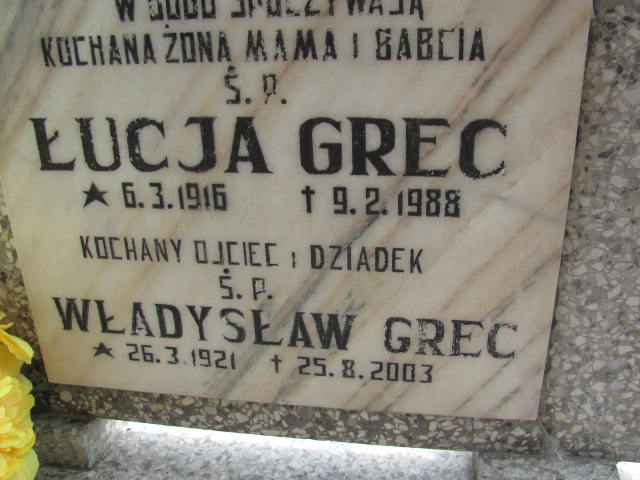 W BOGU SPOCZYWAJĄ
KOCHANA ŻONA MAMA I BABCIA
Ś.P.
ŁUCJA GREC
★ 6.3.1916 † 9.2.1988
KOCHANY OJCIEC I DZIADEK
Ś.P.
WŁADYSŁAW GREC
★ 26.3.1921 † 25.8.2003